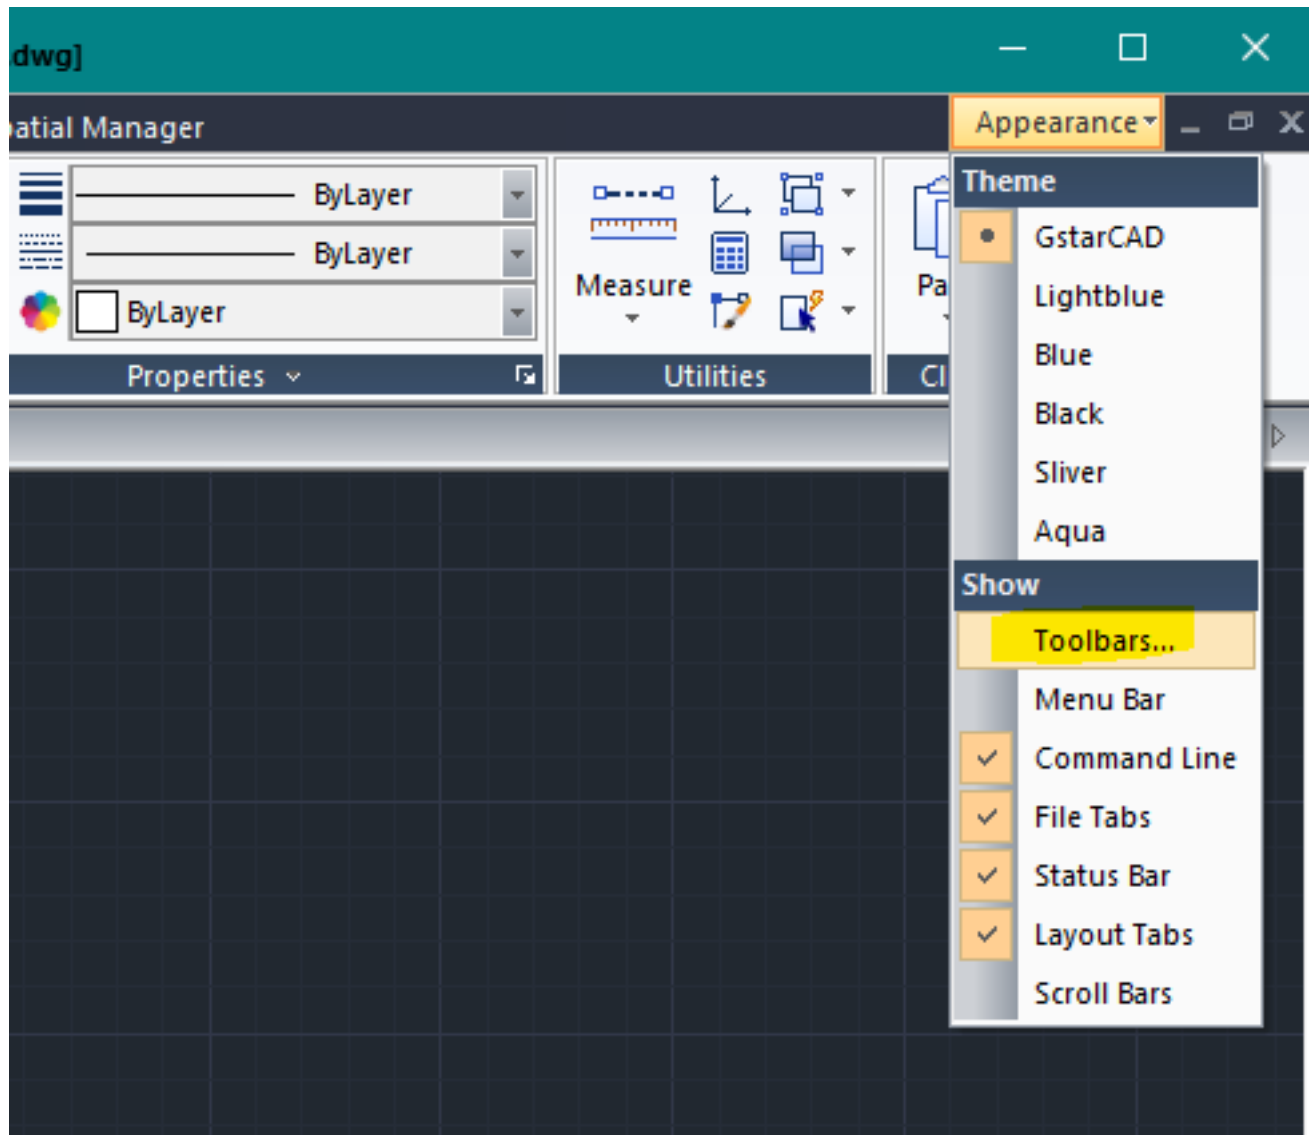 dwg]
patial Manager
Appearance
ByLayer
ByLayer
ByLayer
Measure
Pa
Properties
Utilities
Cl
Theme
GstarCAD
Lightblue
Blue
Black
Sliver
Aqua
Show
Toolbars...
Menu Bar
Command Line
File Tabs
Status Bar
Layout Tabs
Scroll Bars